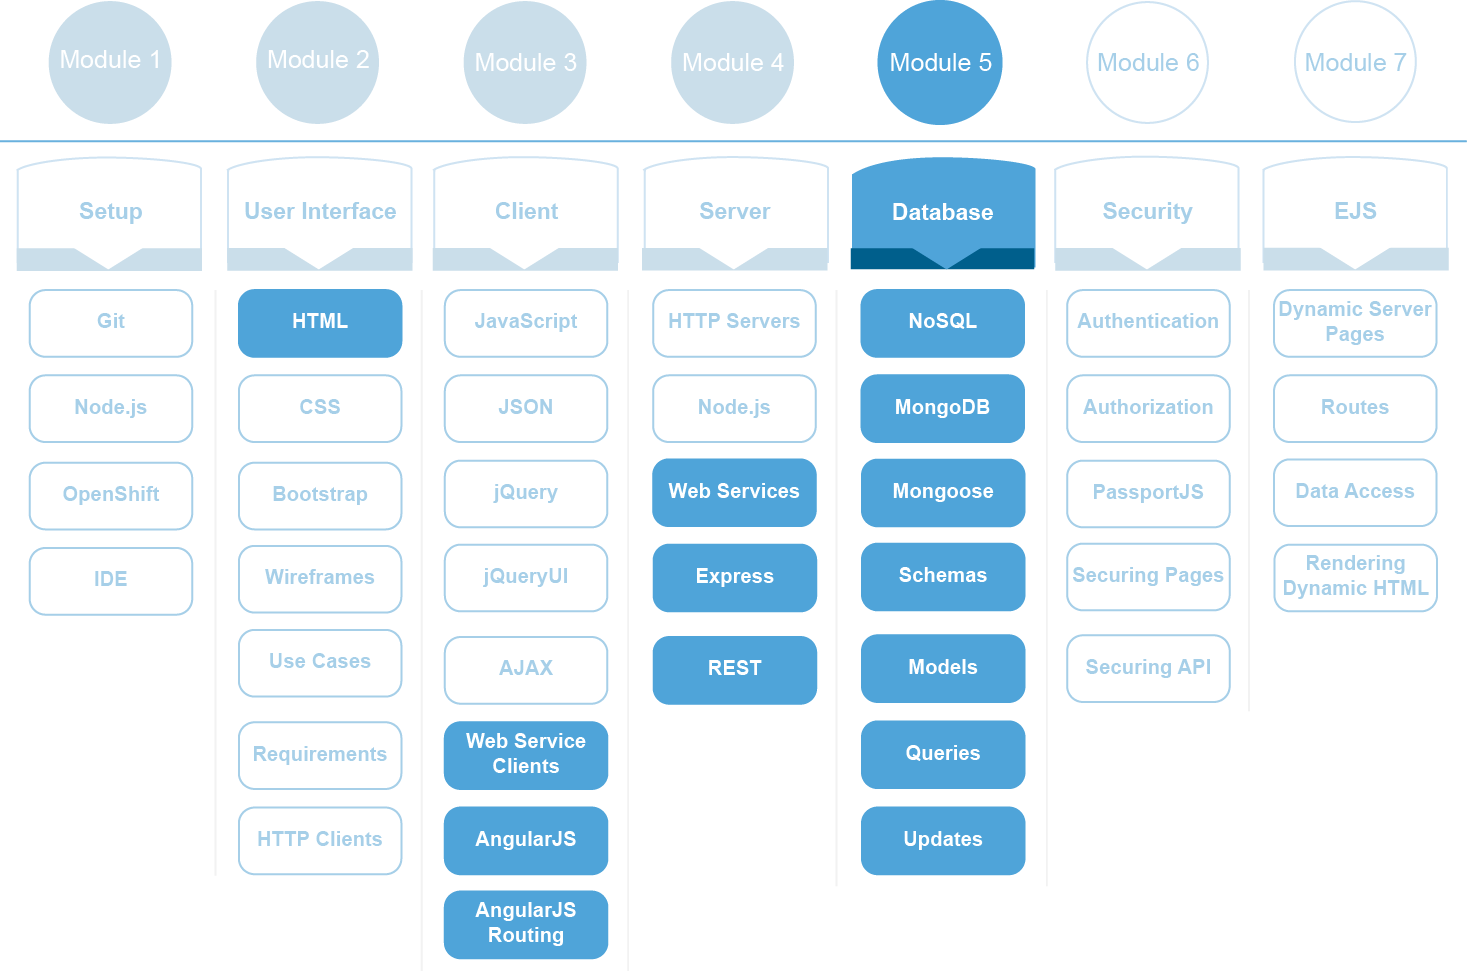 Module 1
Module 2
Module 3
Module 4
Module 5
Module 6
Module 7
Setup
User Interface
Client
Server
Database
Security
EJS
Git
Node.js
OpenShift
IDE
HTML
CSS
Bootstrap
Wireframes
Use Cases
Requirements
HTTP Clients
JavaScript
JSON
jQuery
jQueryUI
AJAX
Web Service
Clients
AngularJS
AngularJS
Routing
HTTP Servers
Node.js
Web Services
Express
REST
NoSQL
MongoDB
Mongoose
Schemas
Models
Queries
Updates
Authentication
Authorization
PassportJS
Securing Pages
Securing API
Dynamic Server
Pages
Routes
Data Access
Rendering
Dynamic HTML